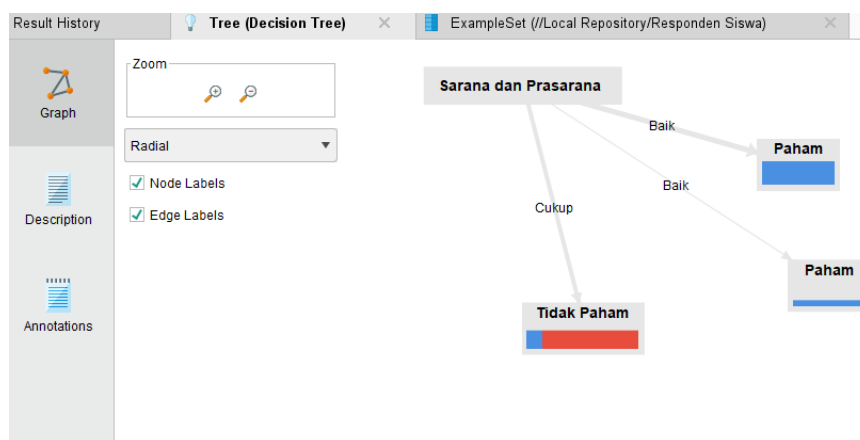 Result History
Tree (Decision Tree)
ExampleSet (//Local Repository/Responden Siswa)
Graph
Description
Annotations
Zoom
Radial
Node Labels
Edge Labels
Sarana dan Prasarana
Baik
Paham
Baik
Cukup
Paham
Tidak Paham